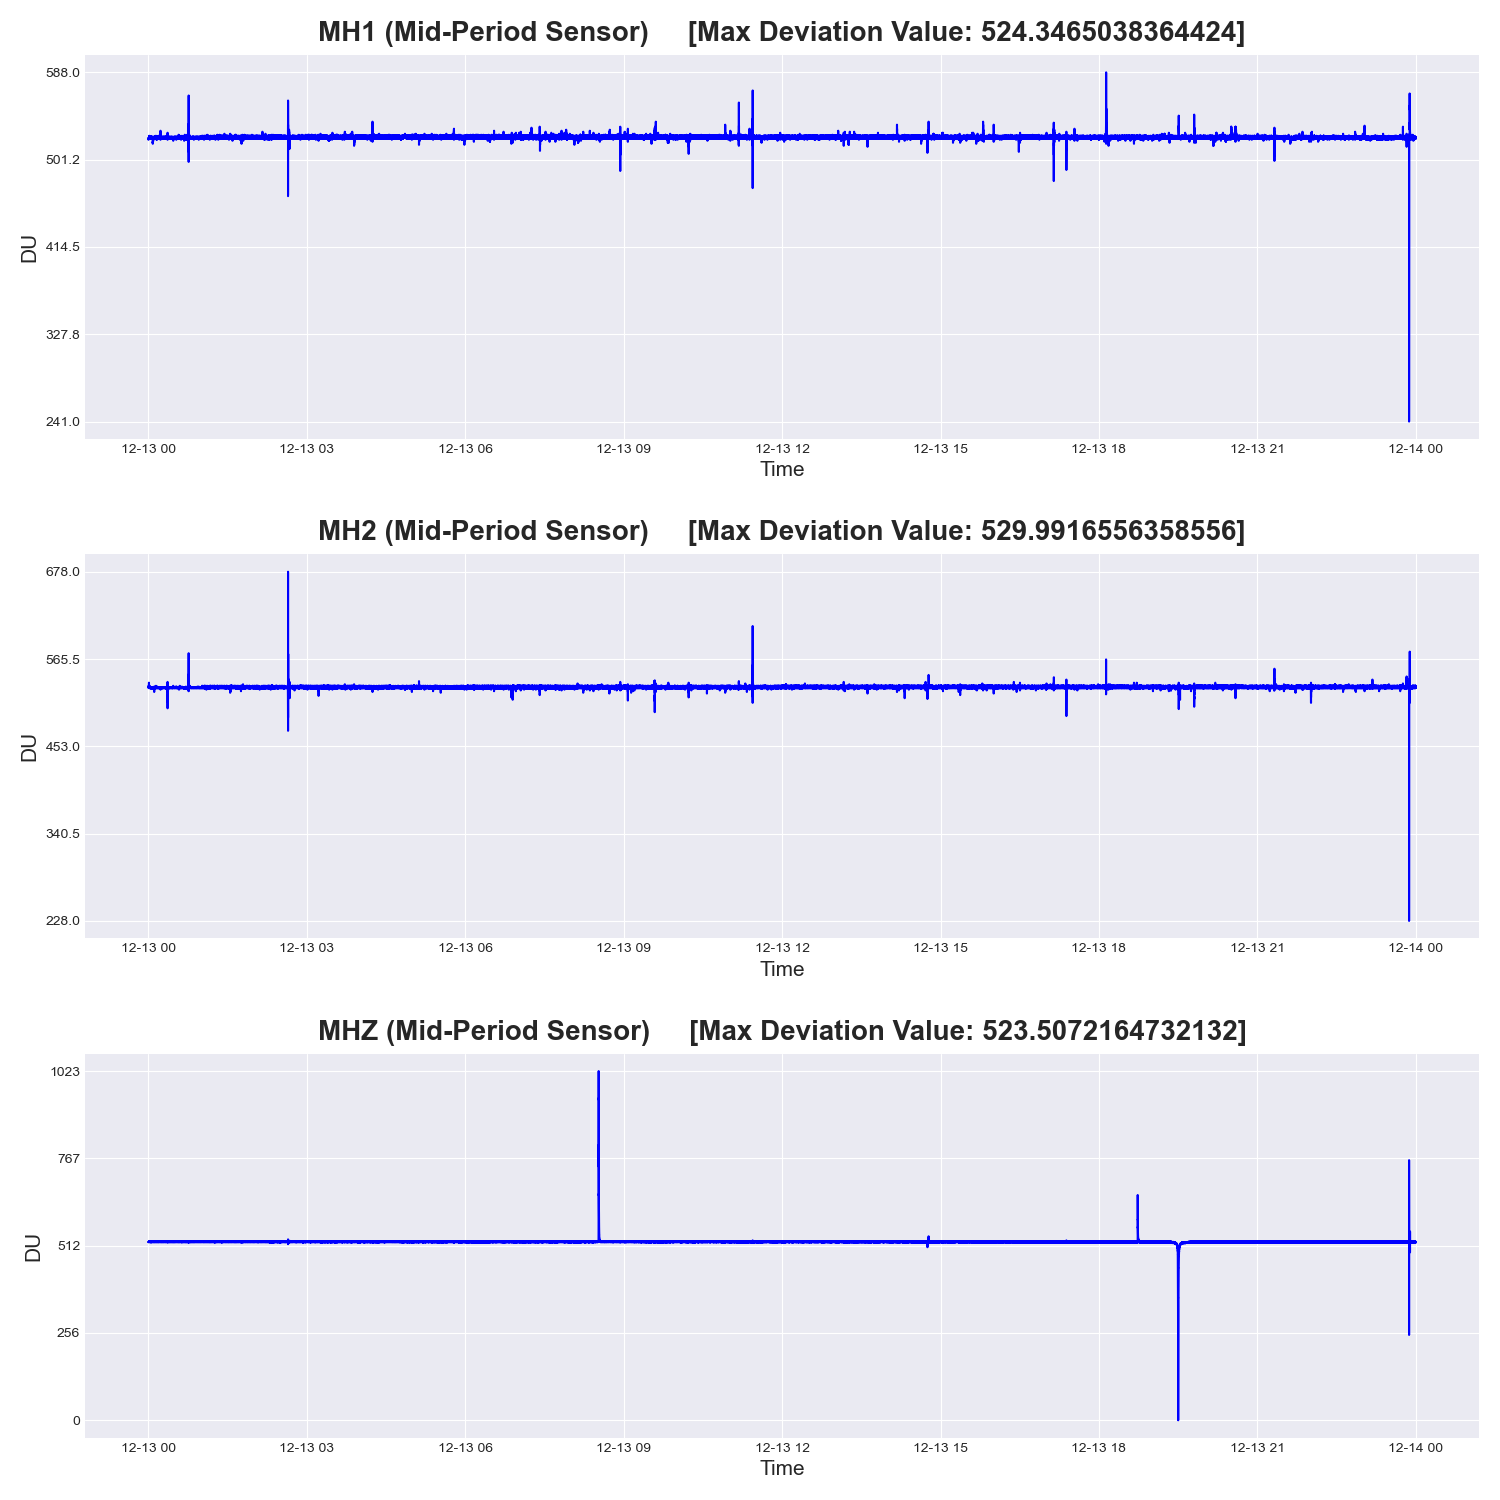 MH1 (Mid-Period Sensor) [Max Deviation Value: 524.3465038364424]
588.0
501.2
414.5
327.8
241.0
DU
12-13 00 12-13 03 12-13 06 12-13 09 12-13 12 12-13 15 12-13 18 12-13 21 12-14 00
Time
MH2 (Mid-Period Sensor) [Max Deviation Value: 529.9916556358556]
678.0
565.5
453.0
340.5
228.0
DU
12-13 00 12-13 03 12-13 06 12-13 09 12-13 12 12-13 15 12-13 18 12-13 21 12-14 00
Time
MHZ (Mid-Period Sensor) [Max Deviation Value: 523.5072164732132]
1023
767
512
256
0
DU
12-13 00 12-13 03 12-13 06 12-13 09 12-13 12 12-13 15 12-13 18 12-13 21 12-14 00
Time